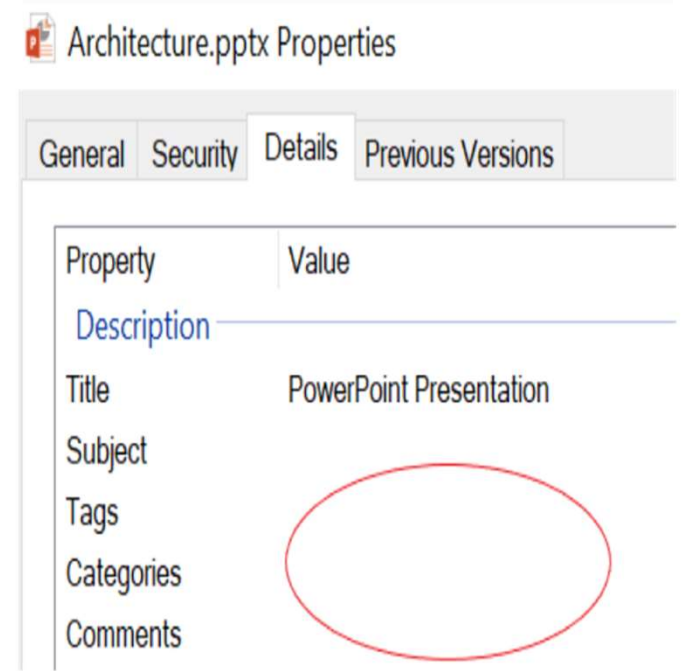 Architecture.pptx Properties
General Security Details Previous Versions
Property Value
Description
Title PowerPoint Presentation
Subject
Tags
Categories
Comments